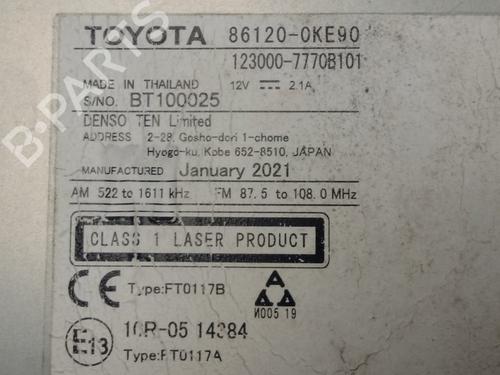 TOYOTA 86120-0KE90
123000-7770B101
MADE IN THAILAND 12V 2.1A
S/NO. BT100025
DENSO TEN Limited
ADDRESS 2-28, Gosho-dori 1-chome
Hyogo-ku, Kobe 652-8510, JAPAN
MANUFACTURED January 2021
AM 522 to 1611 kHz FM 87.5 to 108.0 MHz
CLASS 1 LASER PRODUCT
CE Type:FT0117B
И005 19
E13 10R-05 14384
Type:FT0117A
B-PARTS